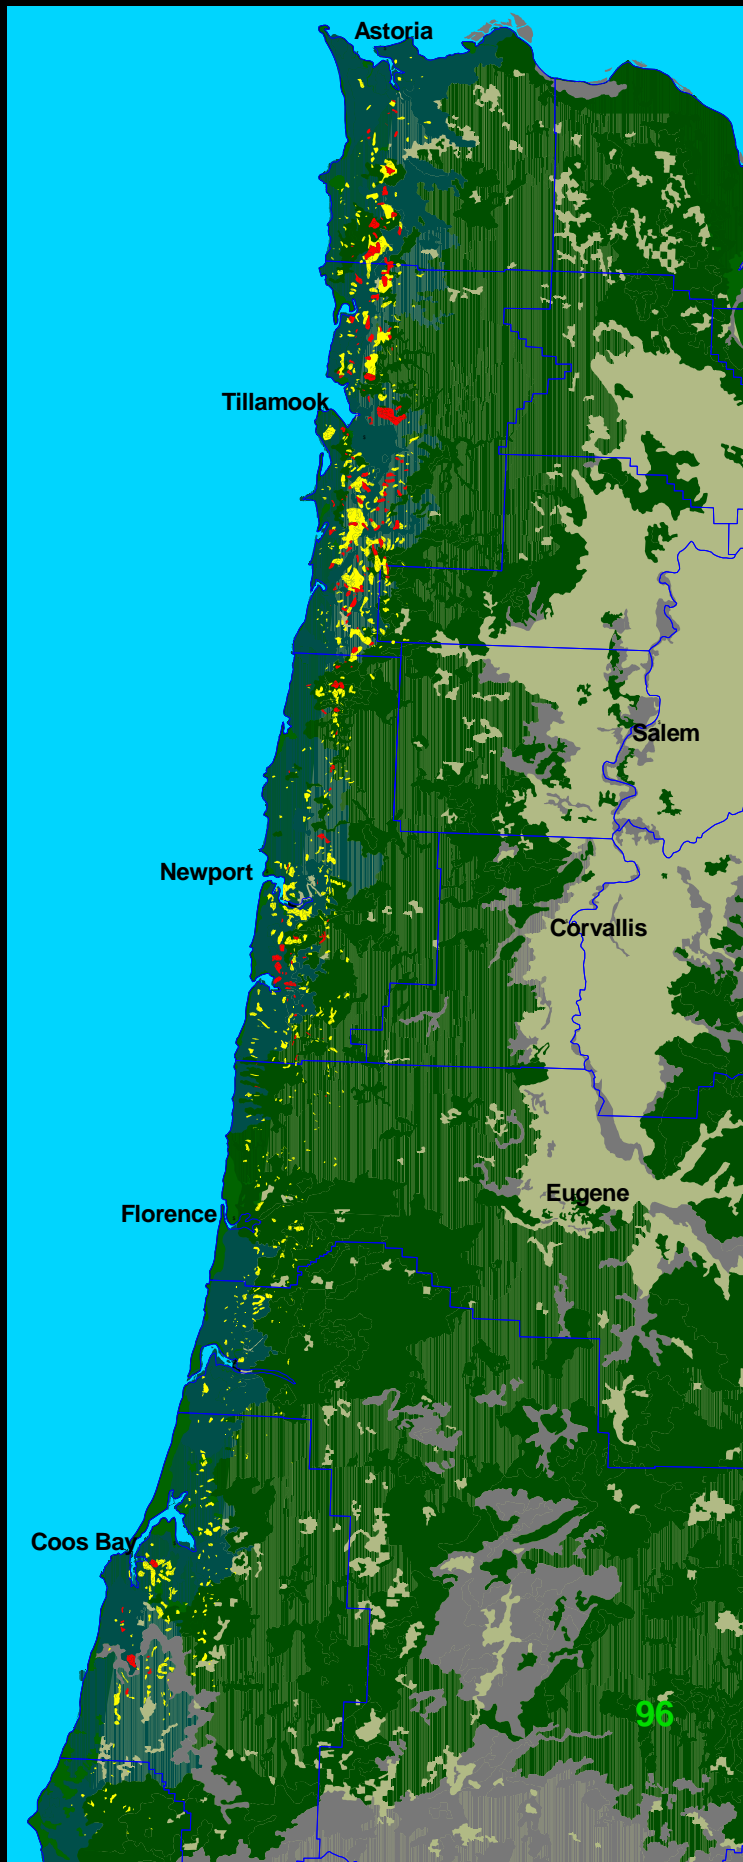 Astoria
Tillamook
Salem
Newport
Corvallis
Eugene
Florence
Coos Bay
96